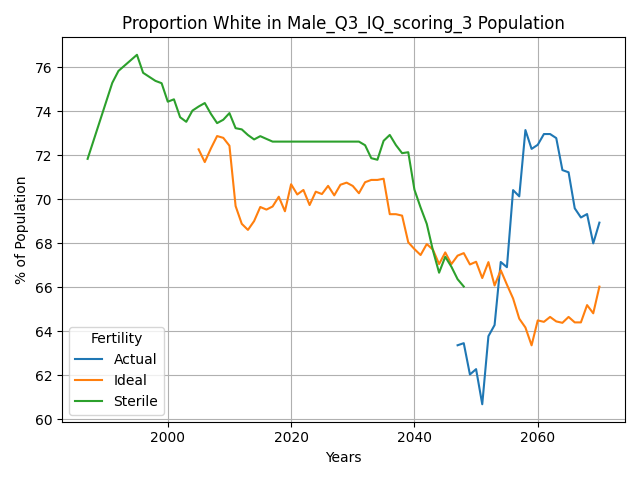 Proportion White in Male_Q3_IQ_scoring_3 Population
% of Population
76
74
72
70
68
66
64
62
60
Fertility
Actual
Ideal
Sterile
2000
2020
2040
2060
Years